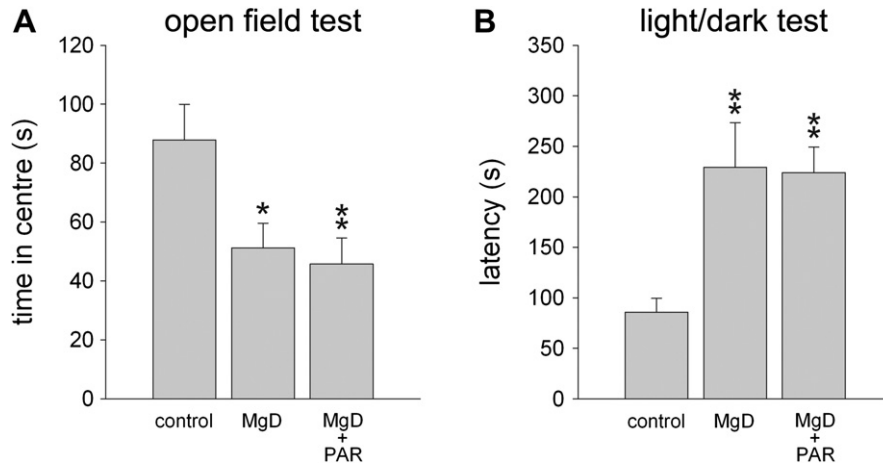 A open field test
time in centre (s)
120
100
80
60
40
20
0
*
**
control
MgD
MgD
+
PAR
B light/dark test
latency (s)
350
300
250
200
150
100
50
0
**
**
control
MgD
MgD
+
PAR